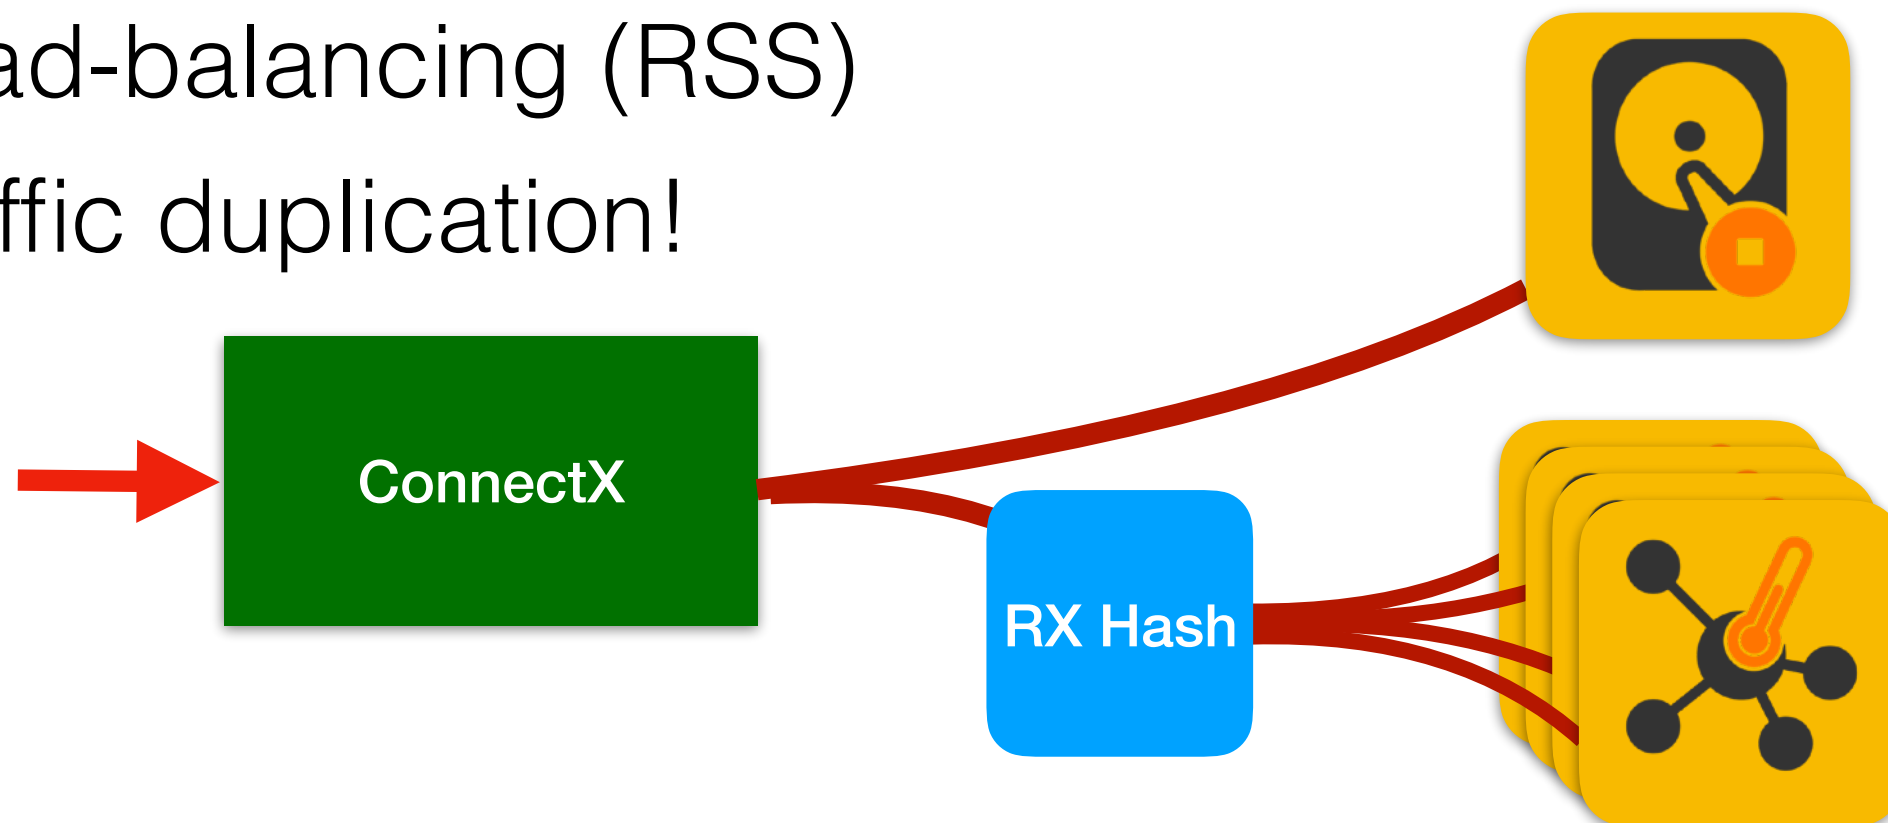 ad-balancing (RSS)
ffic duplication!
ConnectX
RX Hash